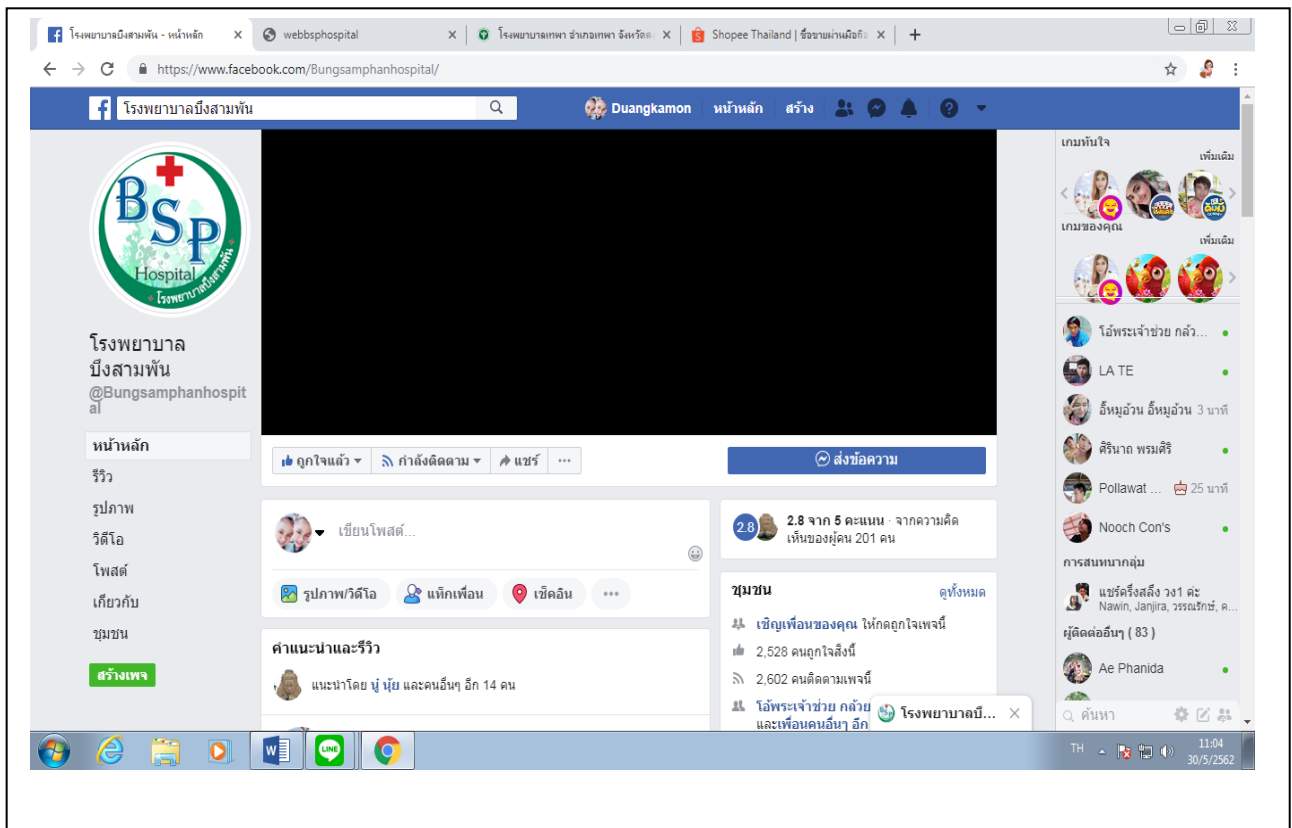 โรงพยาบาลบึงสามพัน - หน้าหลัก
webbsphospital
โรงพยาบาลเทพา อำเภอเทพา จังหวัดส
Shopee Thailand | ซื้อขายผ่านมือถือ
https://www.facebook.com/Bungsamphanhospital/
โรงพยาบาลบึงสามพัน
Duangkamon
หน้าหลัก
สร้าง
BSP
Hospital
โรงพยาบาลบึงสามพัน
โรงพยาบาล
บึงสามพัน
@Bungsamphanhospit
al
หน้าหลัก
รีวิว
รูปภาพ
วิดีโอ
โพสต์
เกี่ยวกับ
ชุมชน
สร้างเพจ
ถูกใจแล้ว
กำลังติดตาม
แชร์
ส่งข้อความ
เขียนโพสต์...
รูปภาพ/วิดีโอ
แท็กเพื่อน
เช็คอิน
คำแนะนำและรีวิว
แนะนำโดย นู๋ นุ้ย และคนอื่นๆ อีก 14 คน
2.8
2.8 จาก 5 คะแนน · จากความคิด
เห็นของผู้คน 201 คน
ชุมชน
ดูทั้งหมด
เชิญเพื่อนของคุณ ให้กดถูกใจเพจนี้
2,528 คนถูกใจสิ่งนี้
2,602 คนติดตามเพจนี้
โอ้พระเจ้าช่วย กล้วย
และเพื่อนคนอื่นๆ อีก
โรงพยาบาลบึ...
เกมทันใจ
เพิ่มเติม
เกมของคุณ
เพิ่มเติม
โอ้พระเจ้าช่วย กล้ว...
LA TE
อิ้หมูอ้วน อิ้หมูอ้วน 3 นาที
ศิรินาถ พรมศิริ
Pollawat ... 25 นาที
Nooch Con's
การสนทนากลุ่ม
แชร์ครึ่งสลึง วง1 ค่ะ
Nawin, Janjira, วรรณรักษ์, ค...
ผู้ติดต่ออื่นๆ ( 83 )
Ae Phanida
ค้นหา
TH
11:04
30/5/2562